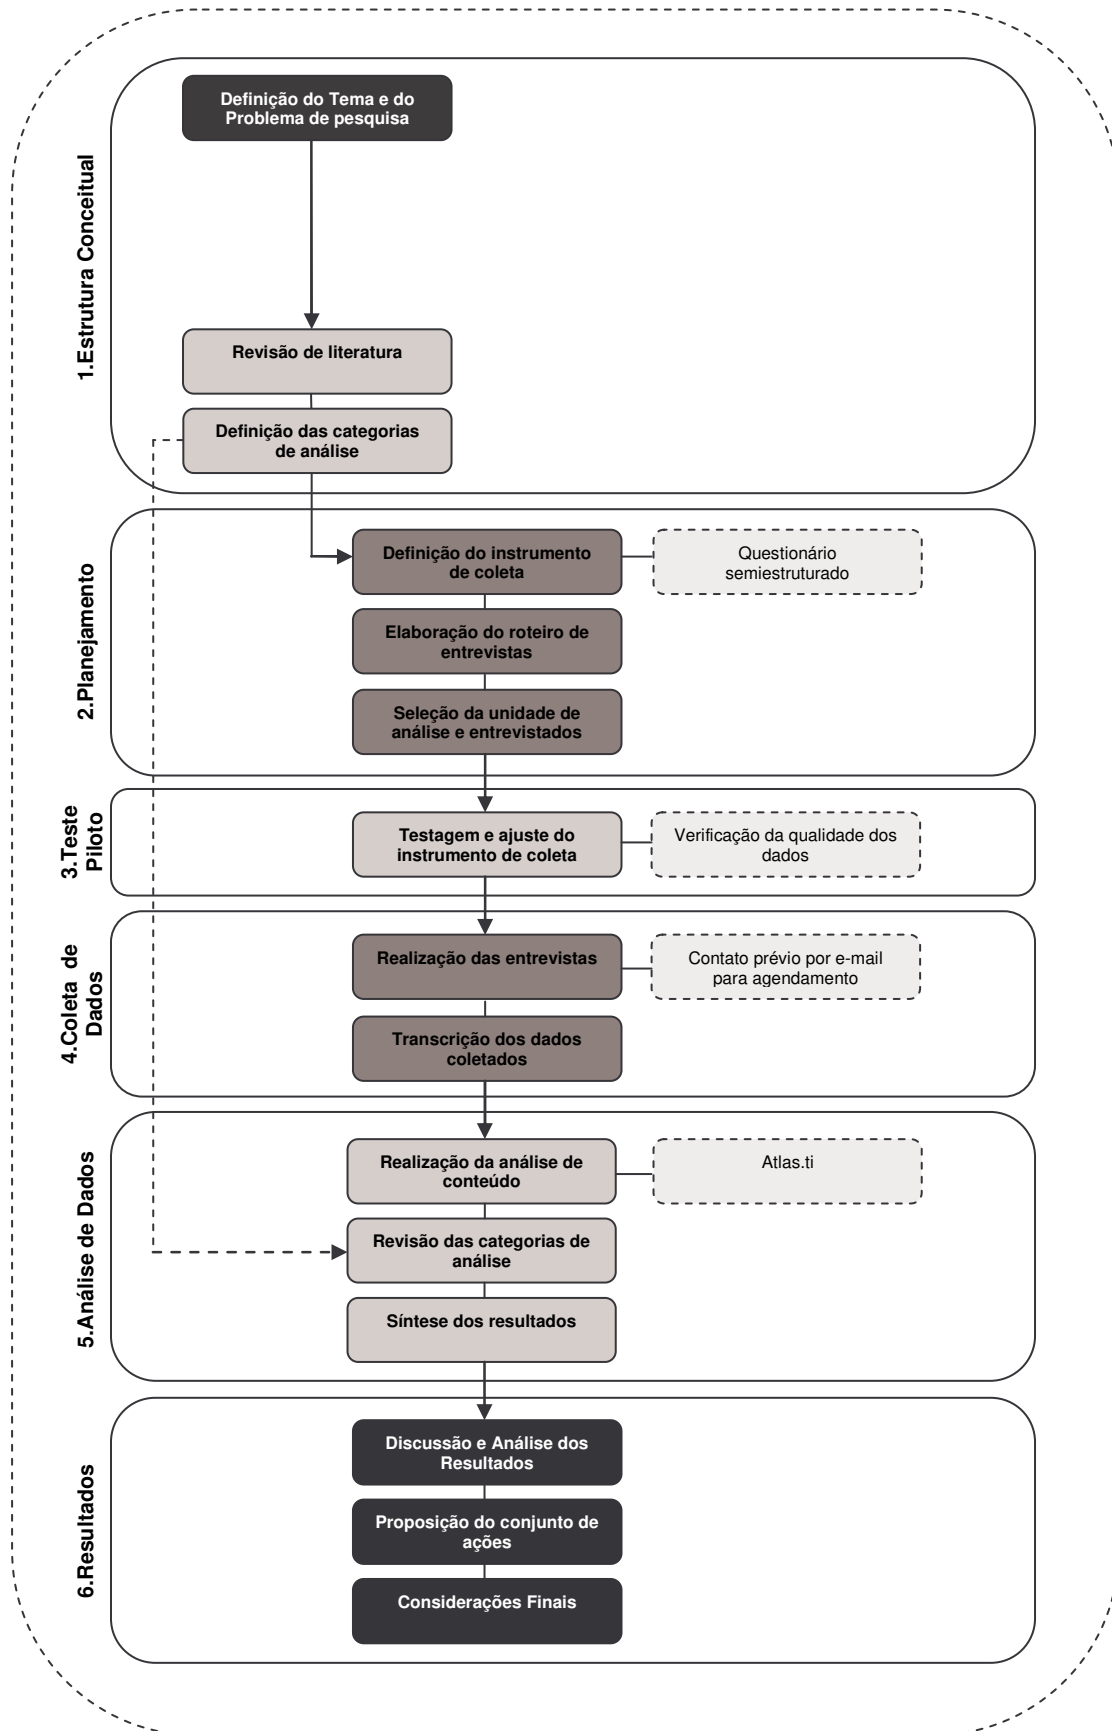 1.Estrutura Conceitual
Definição do Tema e do
Problema de pesquisa
Revisão de literatura
Definição das categorias
de análise
2.Planejamento
Definição do instrumento
de coleta
Questionário
semiestruturado
Elaboração do roteiro de
entrevistas
Seleção da unidade de
análise e entrevistados
3.Teste
Piloto
Testagem e ajuste do
instrumento de coleta
Verificação da qualidade dos
dados
4.Coleta de
Dados
Realização das entrevistas
Contato prévio por e-mail
para agendamento
Transcrição dos dados
coletados
5.Análise de Dados
Realização da análise de
conteúdo
Atlas.ti
Revisão das categorias de
análise
Síntese dos resultados
6.Resultados
Discussão e Análise dos
Resultados
Proposição do conjunto de
ações
Considerações Finais